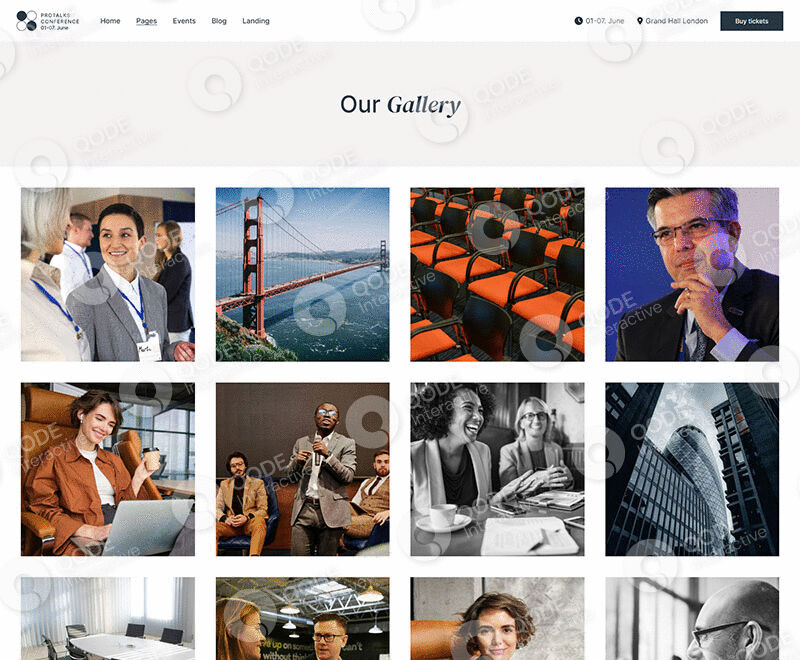 PROTALKS
CONFERENCE
01-07. June
Home
Pages
Events
Blog
Landing
01-07. June
Grand Hall London
Buy tickets
Our Gallery
QODE
interactive